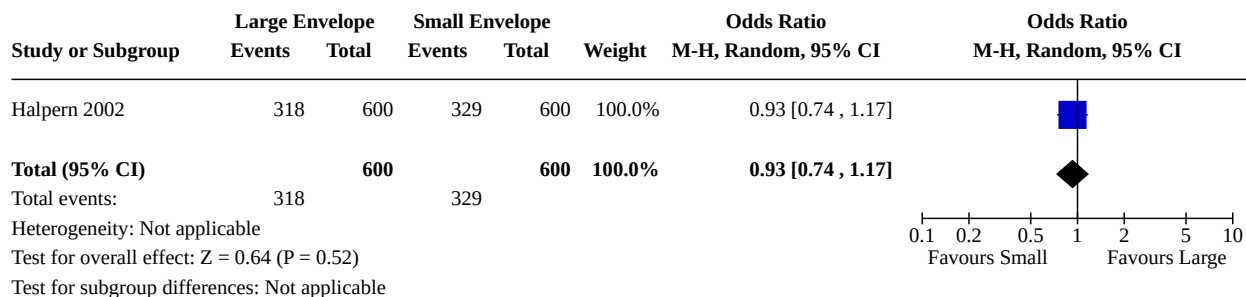 Large Envelope Small Envelope Odds Ratio Odds Ratio
Study or Subgroup Events Total Events Total Weight M-H, Random, 95% CI M-H, Random, 95% CI
Halpern 2002 318 600 329 600 100.0% 0.93 [0.74 , 1.17]
Total (95% CI) 600 600 100.0% 0.93 [0.74 , 1.17]
Total events: 318 329
Heterogeneity: Not applicable
0.1 0.2 0.5 1 2 5 10
Test for overall effect: Z = 0.64 (P = 0.52)
Favours Small Favours Large
Test for subgroup differences: Not applicable